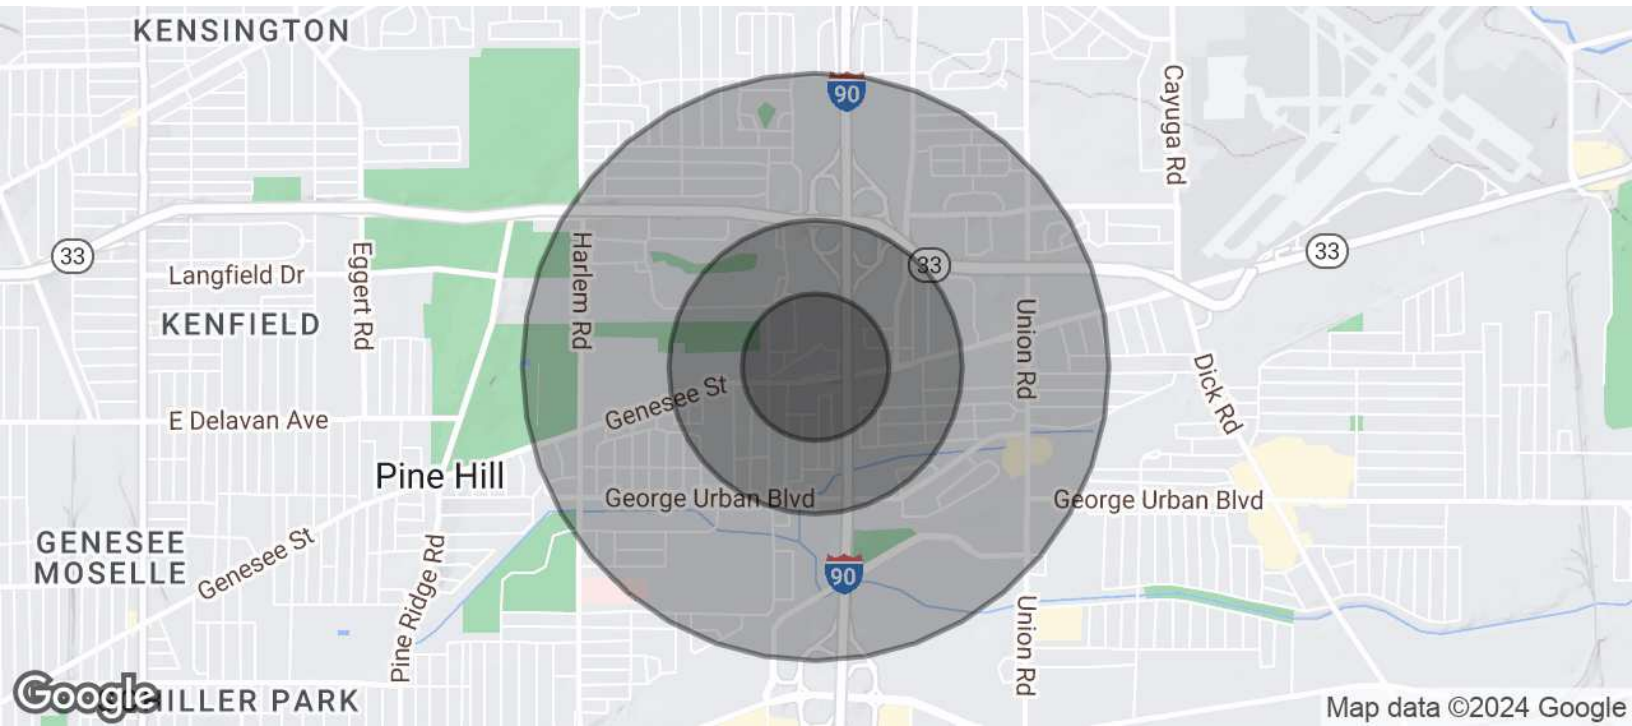 KENSINGTON
90
Cayuga Rd
33
Eggert Rd
Harlem Rd
33
33
Langfield Dr
KENFIELD
Union Rd
Genesee St
Dick Rd
E Delavan Ave
Pine Hill
George Urban Blvd
George Urban Blvd
GENESEE
MOSELLE
Genesee St
Pine Ridge Rd
90
Union Rd
Google
HILLER PARK
Map data ©2024 Google